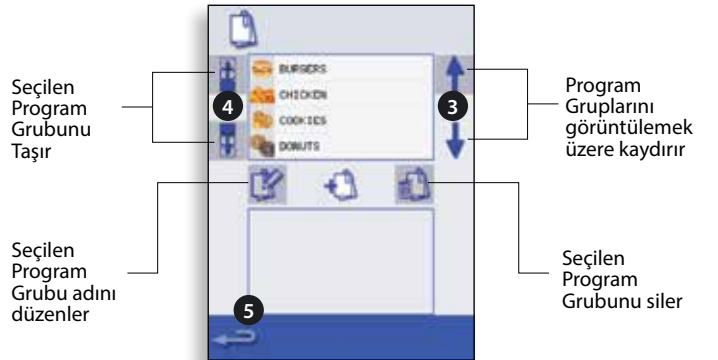 Seçilen
Program
Grubunu
Taşır
4
BURGERS
CHICKEN
COOKIES
DONUTS
3
Program
Gruplarını
görüntülemek
üzere kaydırır
Seçilen
Program
Grubu adını
düzenler
5
Seçilen
Program
Grubunu siler